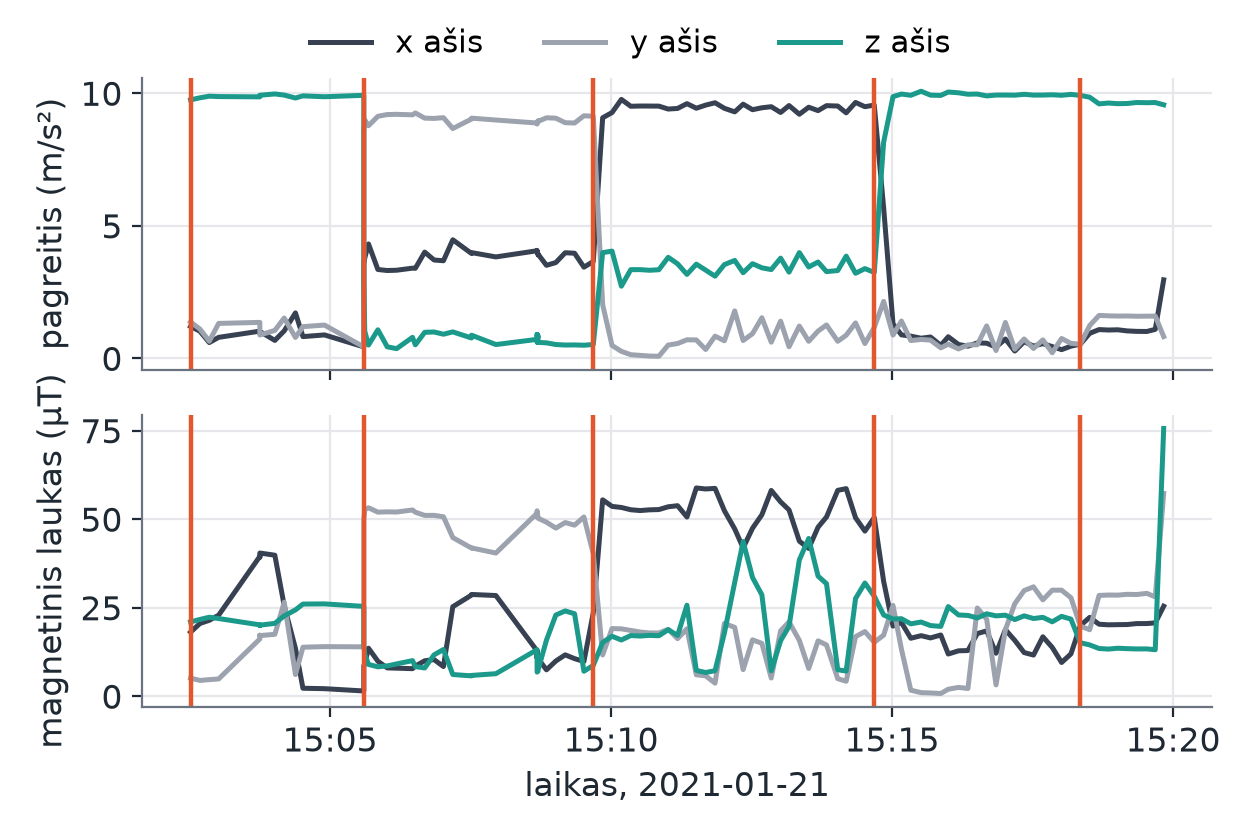 x ašis y ašis z ašis
pagreitis (m/s²)
10
5
0
magnetinis laukas (µT)
75
50
25
0
15:05 15:10 15:15 15:20
laikas, 2021-01-21